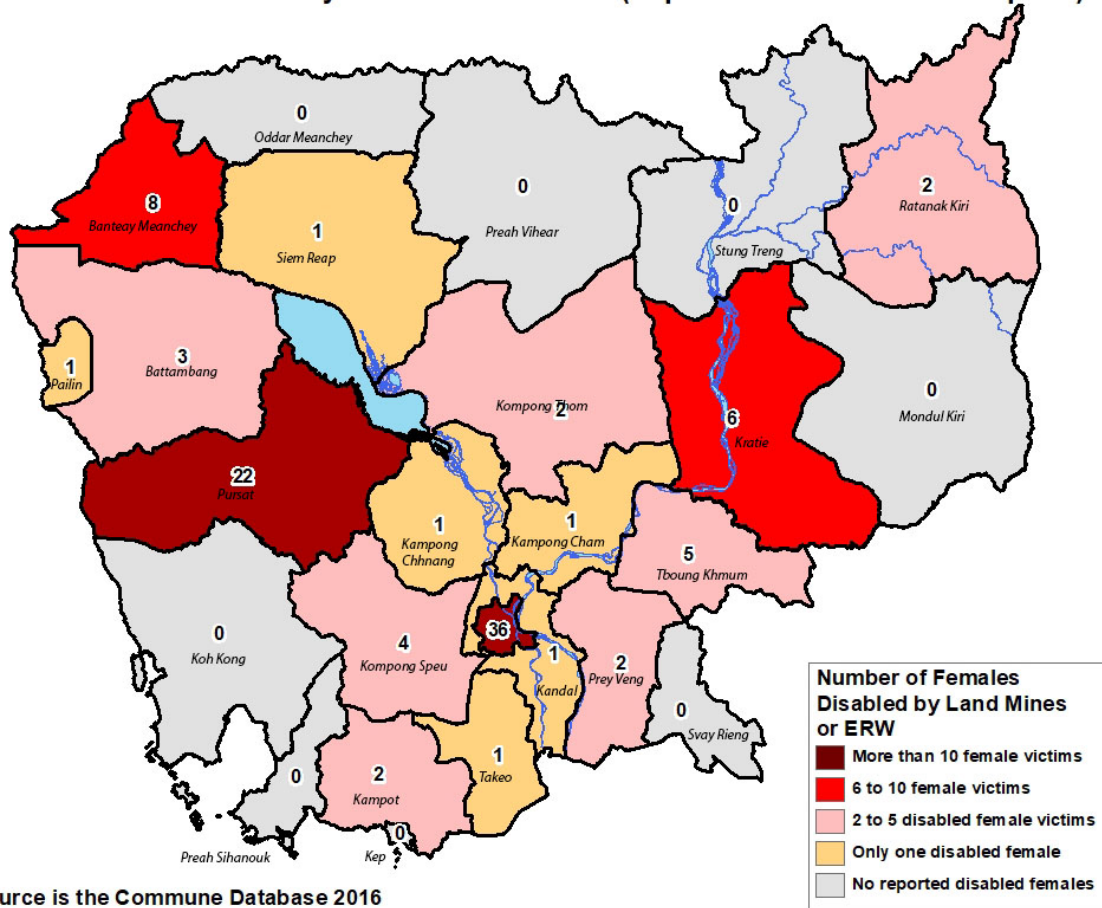 0
Oddar Meanchey
8
Banteay Meanchey
1
Siem Reap
0
Preah Vihear
0
Stung Treng
2
Ratanak Kiri
1
Pailin
3
Battambang
2
Kompong Thom
6
Kratie
0
Mondul Kiri
22
Pursat
1
Kampong
Chhnang
1
Kampong Cham
5
Tboung Khmum
0
Koh Kong
4
Kompong Speu
36
1
Kandal
2
Prey Veng
0
Svay Rieng
0
Preah Sihanouk
2
Kampot
0
Kep
1
Takeo
Number of Females
Disabled by Land Mines
or ERW
More than 10 female victims
6 to 10 female victims
2 to 5 disabled female victims
Only one disabled female
No reported disabled females
urce is the Commune Database 2016